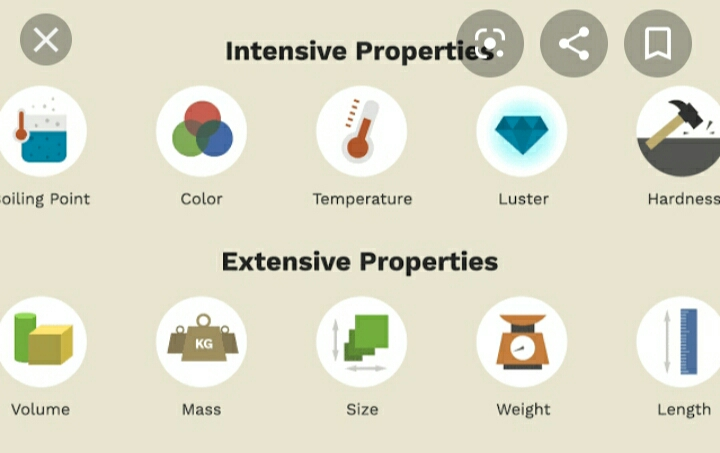 Intensive Properties
oiling Point Color Temperature Luster Hardness
Extensive Properties
KG
Volume Mass Size Weight Length